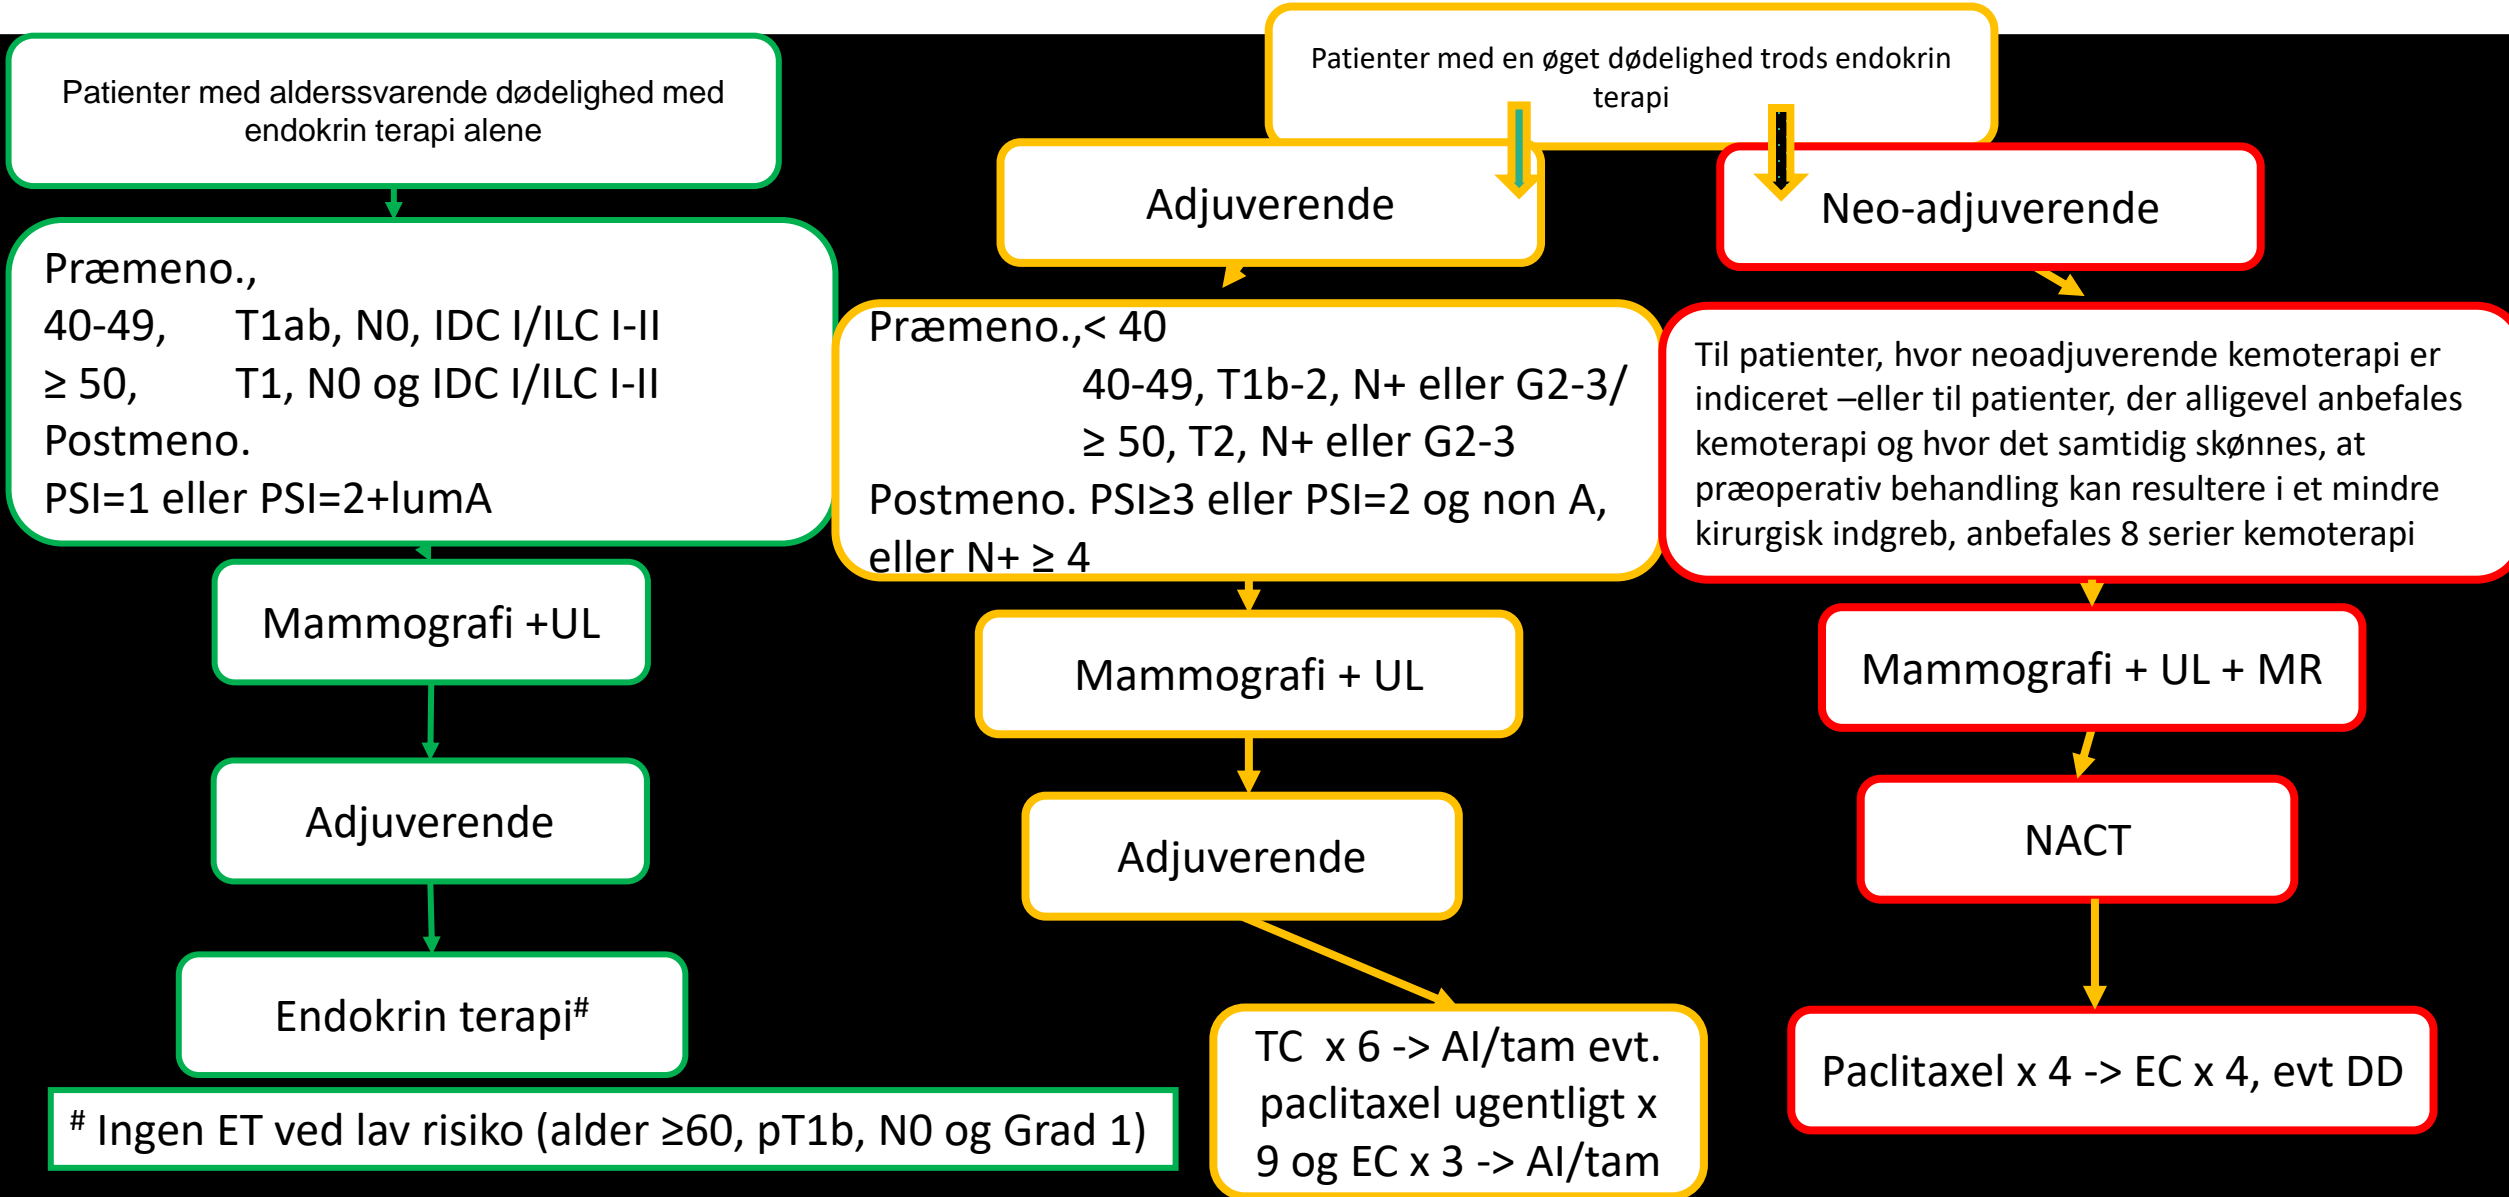 Patienter med alderssvarende dødelighed med
endokrin terapi alene
Præmeno.,
40-49, T1ab, N0, IDC I/ILC I-II
≥ 50, T1, N0 og IDC I/ILC I-II
Postmeno.
PSI=1 eller PSI=2+lumA
Mammografi +UL
Adjuverende
Endokrin terapi#
# Ingen ET ved lav risiko (alder ≥60, pT1b, N0 og Grad 1)
Patienter med en øget dødelighed trods endokrin
terapi
Adjuverende
Præmeno.,< 40
40-49, T1b-2, N+ eller G2-3/
≥ 50, T2, N+ eller G2-3
Postmeno. PSI≥3 eller PSI=2 og non A,
eller N+ ≥ 4
Mammografi + UL
Adjuverende
TC x 6 -> AI/tam evt.
paclitaxel ugentligt x
9 og EC x 3 -> AI/tam
Neo-adjuverende
Til patienter, hvor neoadjuverende kemoterapi er
indiceret –eller til patienter, der alligevel anbefales
kemoterapi og hvor det samtidig skønnes, at
præoperativ behandling kan resultere i et mindre
kirurgisk indgreb, anbefales 8 serier kemoterapi
Mammografi + UL + MR
NACT
Paclitaxel x 4 -> EC x 4, evt DD